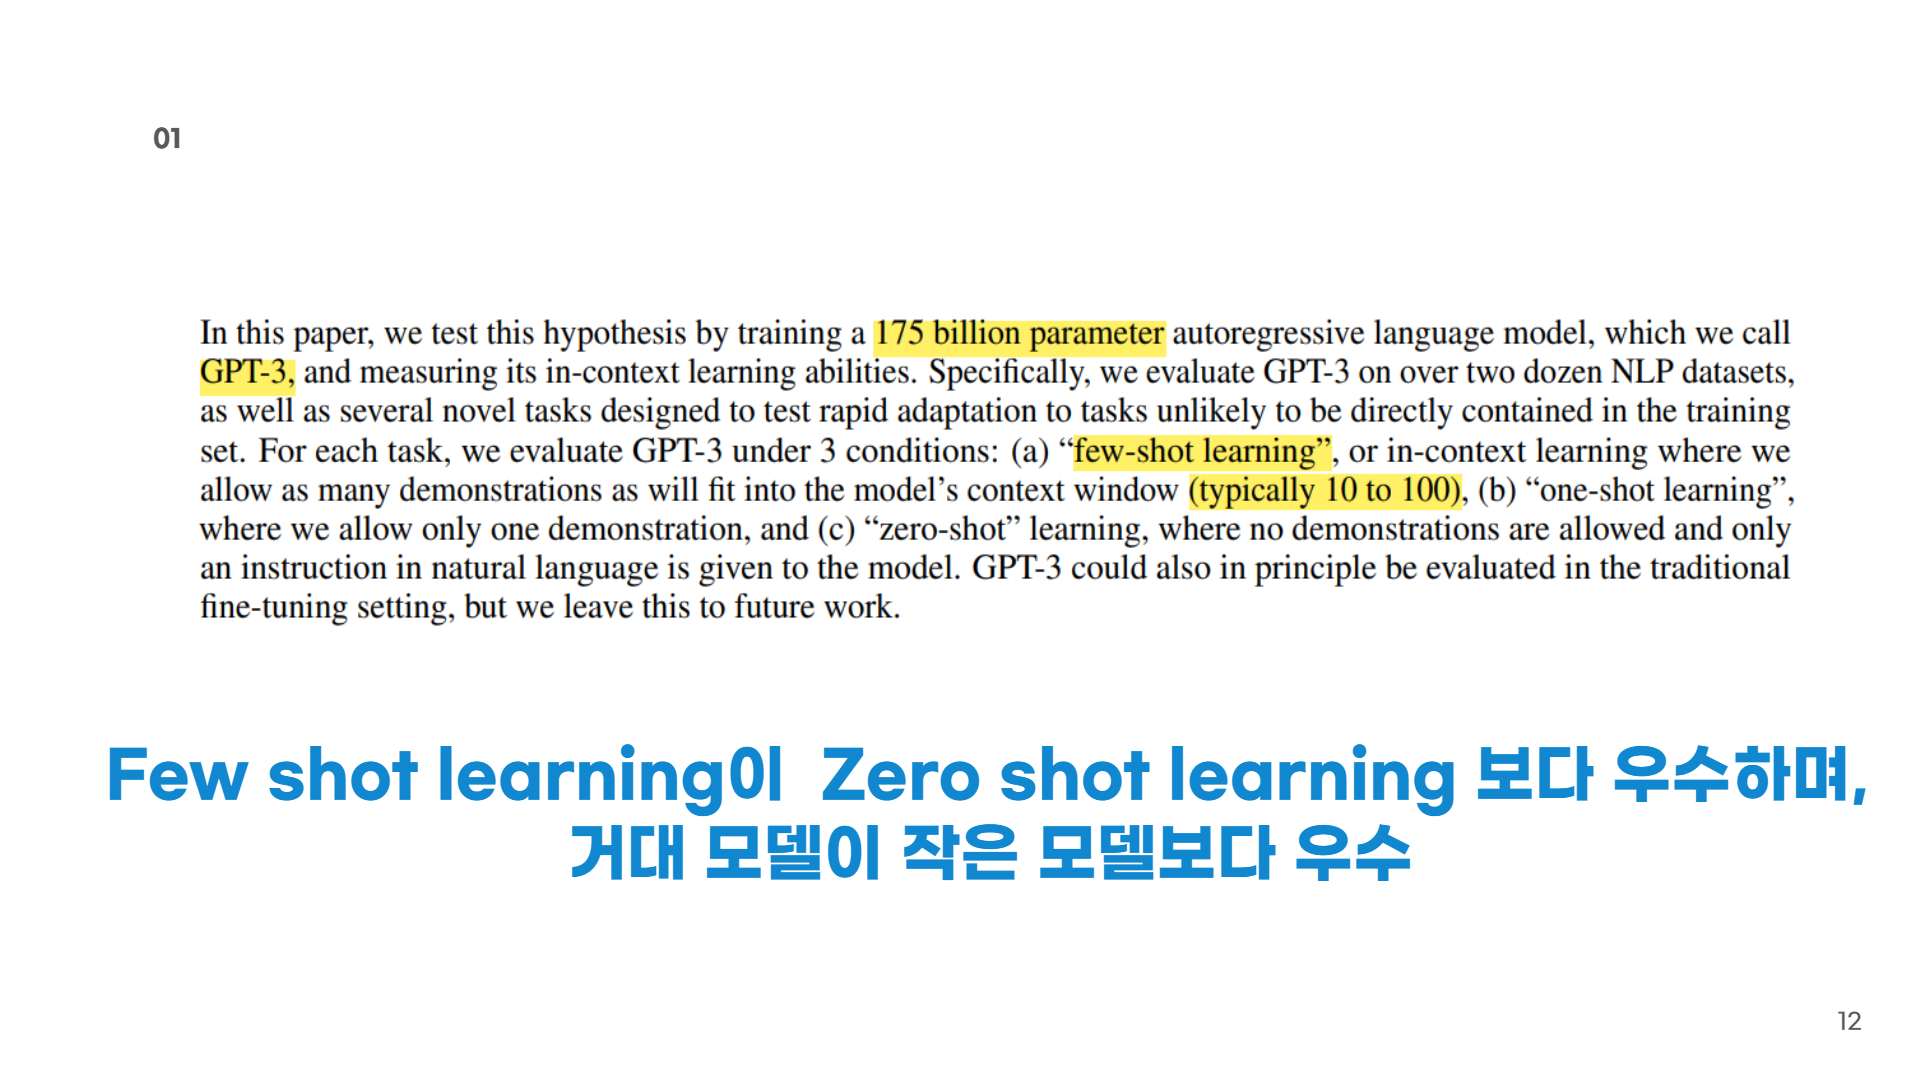 01
In this paper, we test this hypothesis by training a 175 billion parameter autoregressive language model, which we call
GPT-3, and measuring its in-context learning abilities. Specifically, we evaluate GPT-3 on over two dozen NLP datasets,
as well as several novel tasks designed to test rapid adaptation to tasks unlikely to be directly contained in the training
set. For each task, we evaluate GPT-3 under 3 conditions: (a) “few-shot learning”, or in-context learning where we
allow as many demonstrations as will fit into the model’s context window (typically 10 to 100), (b) “one-shot learning”,
where we allow only one demonstration, and (c) “zero-shot” learning, where no demonstrations are allowed and only
an instruction in natural language is given to the model. GPT-3 could also in principle be evaluated in the traditional
fine-tuning setting, but we leave this to future work.
Few shot learning이 Zero shot learning 보다 우수하며,
거대 모델이 작은 모델보다 우수
12